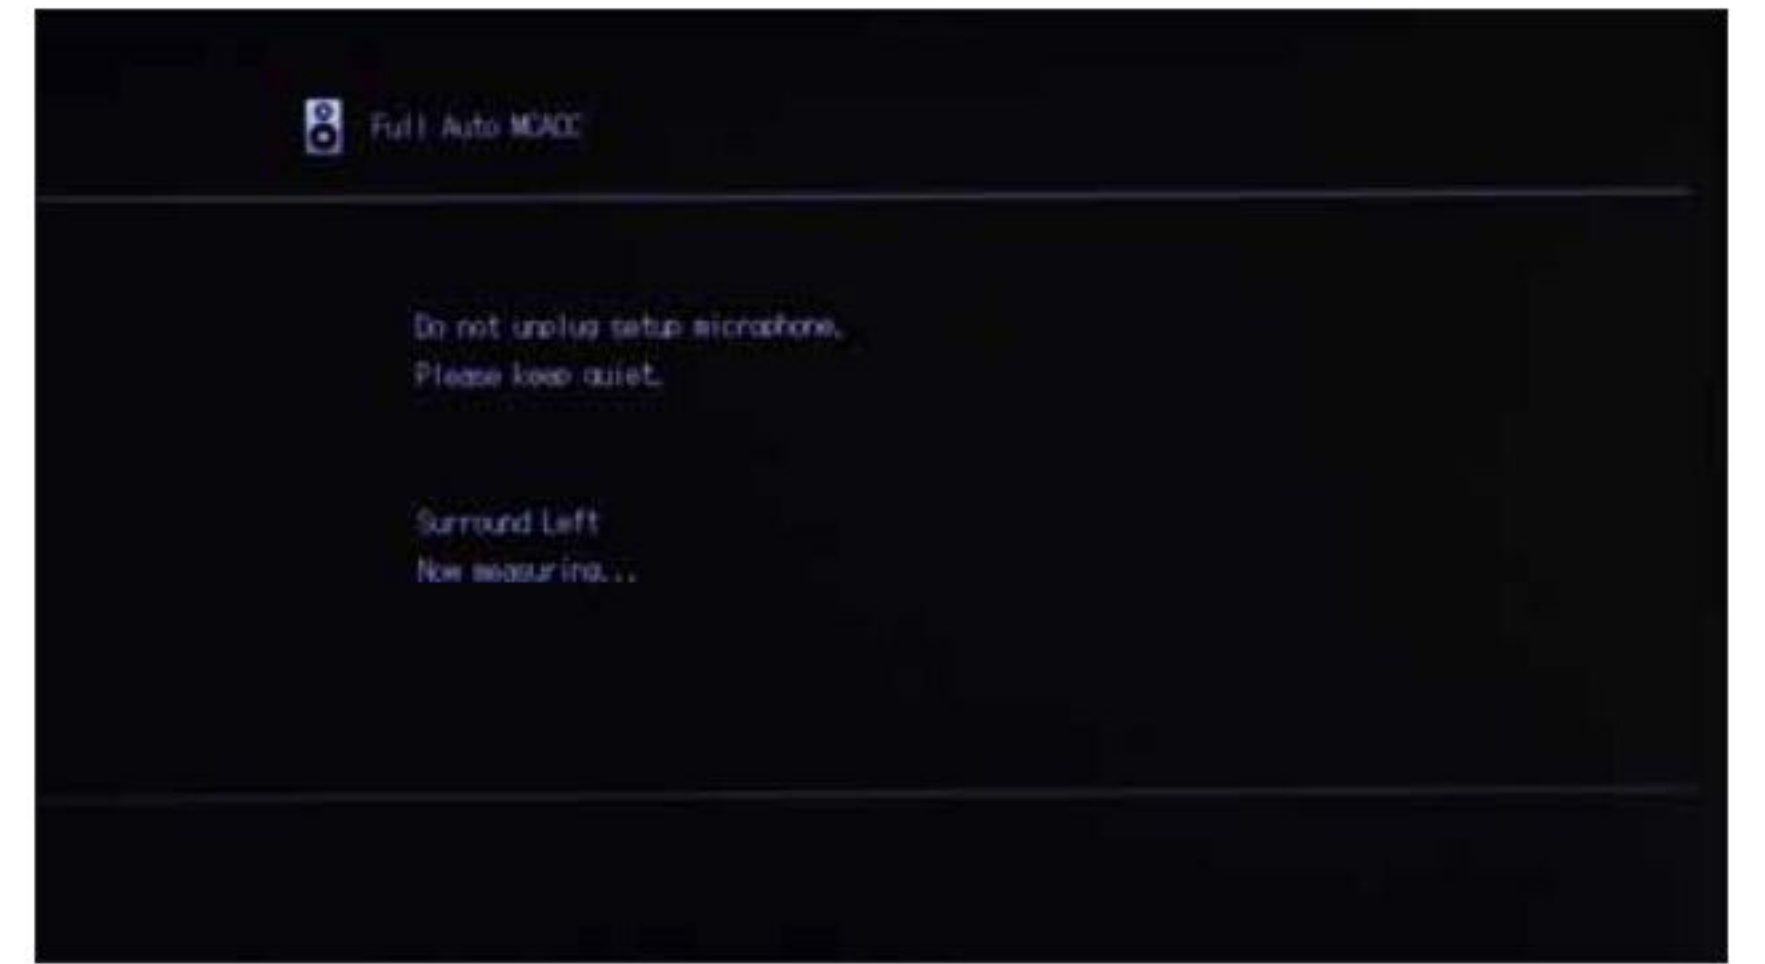 Full Auto MCACC
Do not unplug setup microphone.
Please keep quiet.
Surround Left
Now measuring...